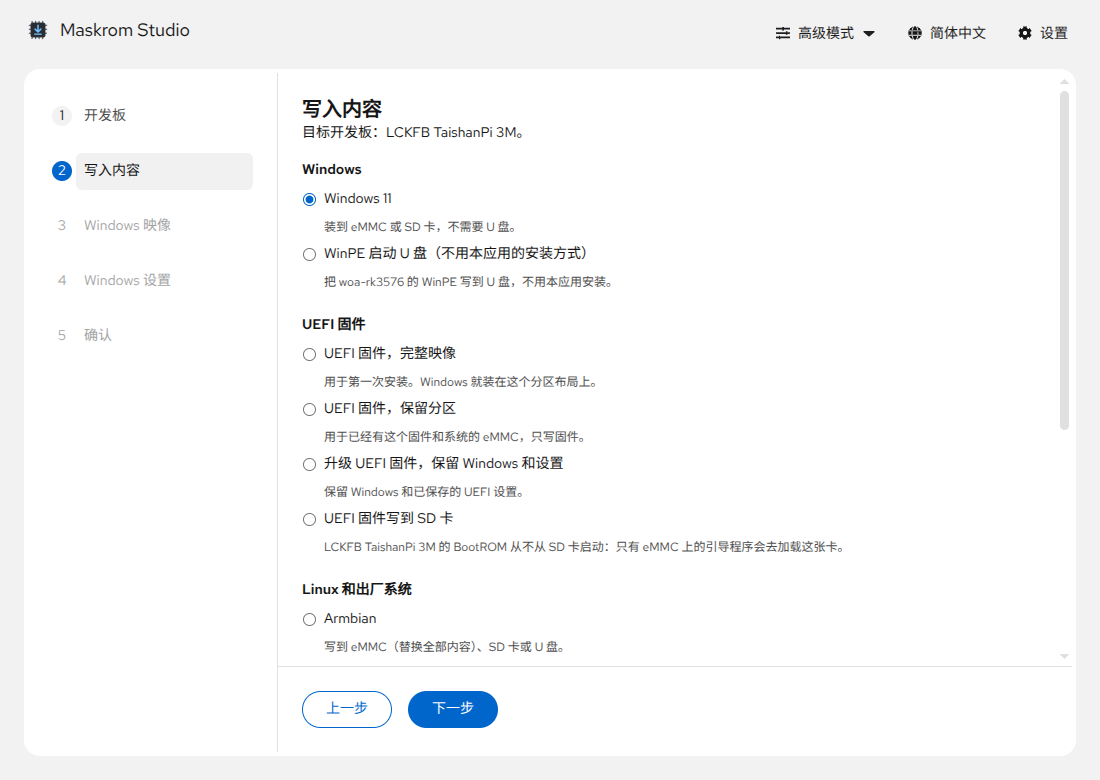 Maskrom Studio
高级模式
简体中文
设置
1 开发板
2 写入内容
3 Windows 映像
4 Windows 设置
5 确认
写入内容
目标开发板：LCKFB TaishanPi 3M。
Windows
Windows 11
装到 eMMC 或 SD 卡，不需要 U 盘。
WinPE 启动 U 盘（不用本应用的安装方式）
把 woa-rk3576 的 WinPE 写到 U 盘，不用本应用安装。
UEFI 固件
UEFI 固件，完整映像
用于第一次安装。Windows 就装在这个分区布局上。
UEFI 固件，保留分区
用于已经有这个固件和系统的 eMMC，只写固件。
升级 UEFI 固件，保留 Windows 和设置
保留 Windows 和已保存的 UEFI 设置。
UEFI 固件写到 SD 卡
LCKFB TaishanPi 3M 的 BootROM 从不从 SD 卡启动：只有 eMMC 上的引导程序会去加载这张卡。
Linux 和出厂系统
Armbian
写到 eMMC（替换全部内容）、SD 卡或 U 盘。
上一步
下一步